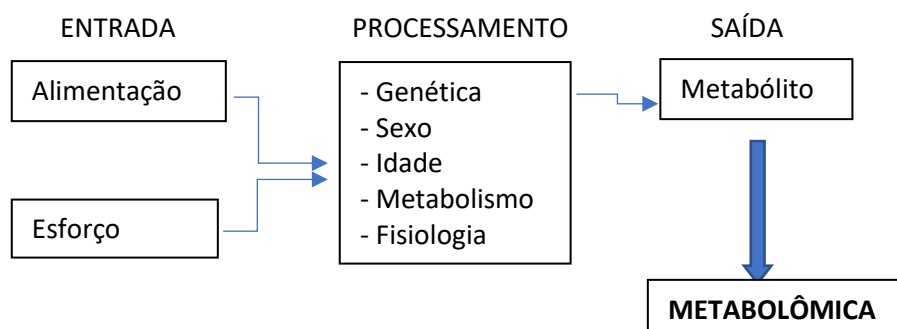 ENTRADA
PROCESSAMENTO
SAÍDA
Alimentação
Esforço
- Genética
- Sexo
- Idade
- Metabolismo
- Fisiologia
Metabólito
METABOLÔMICA